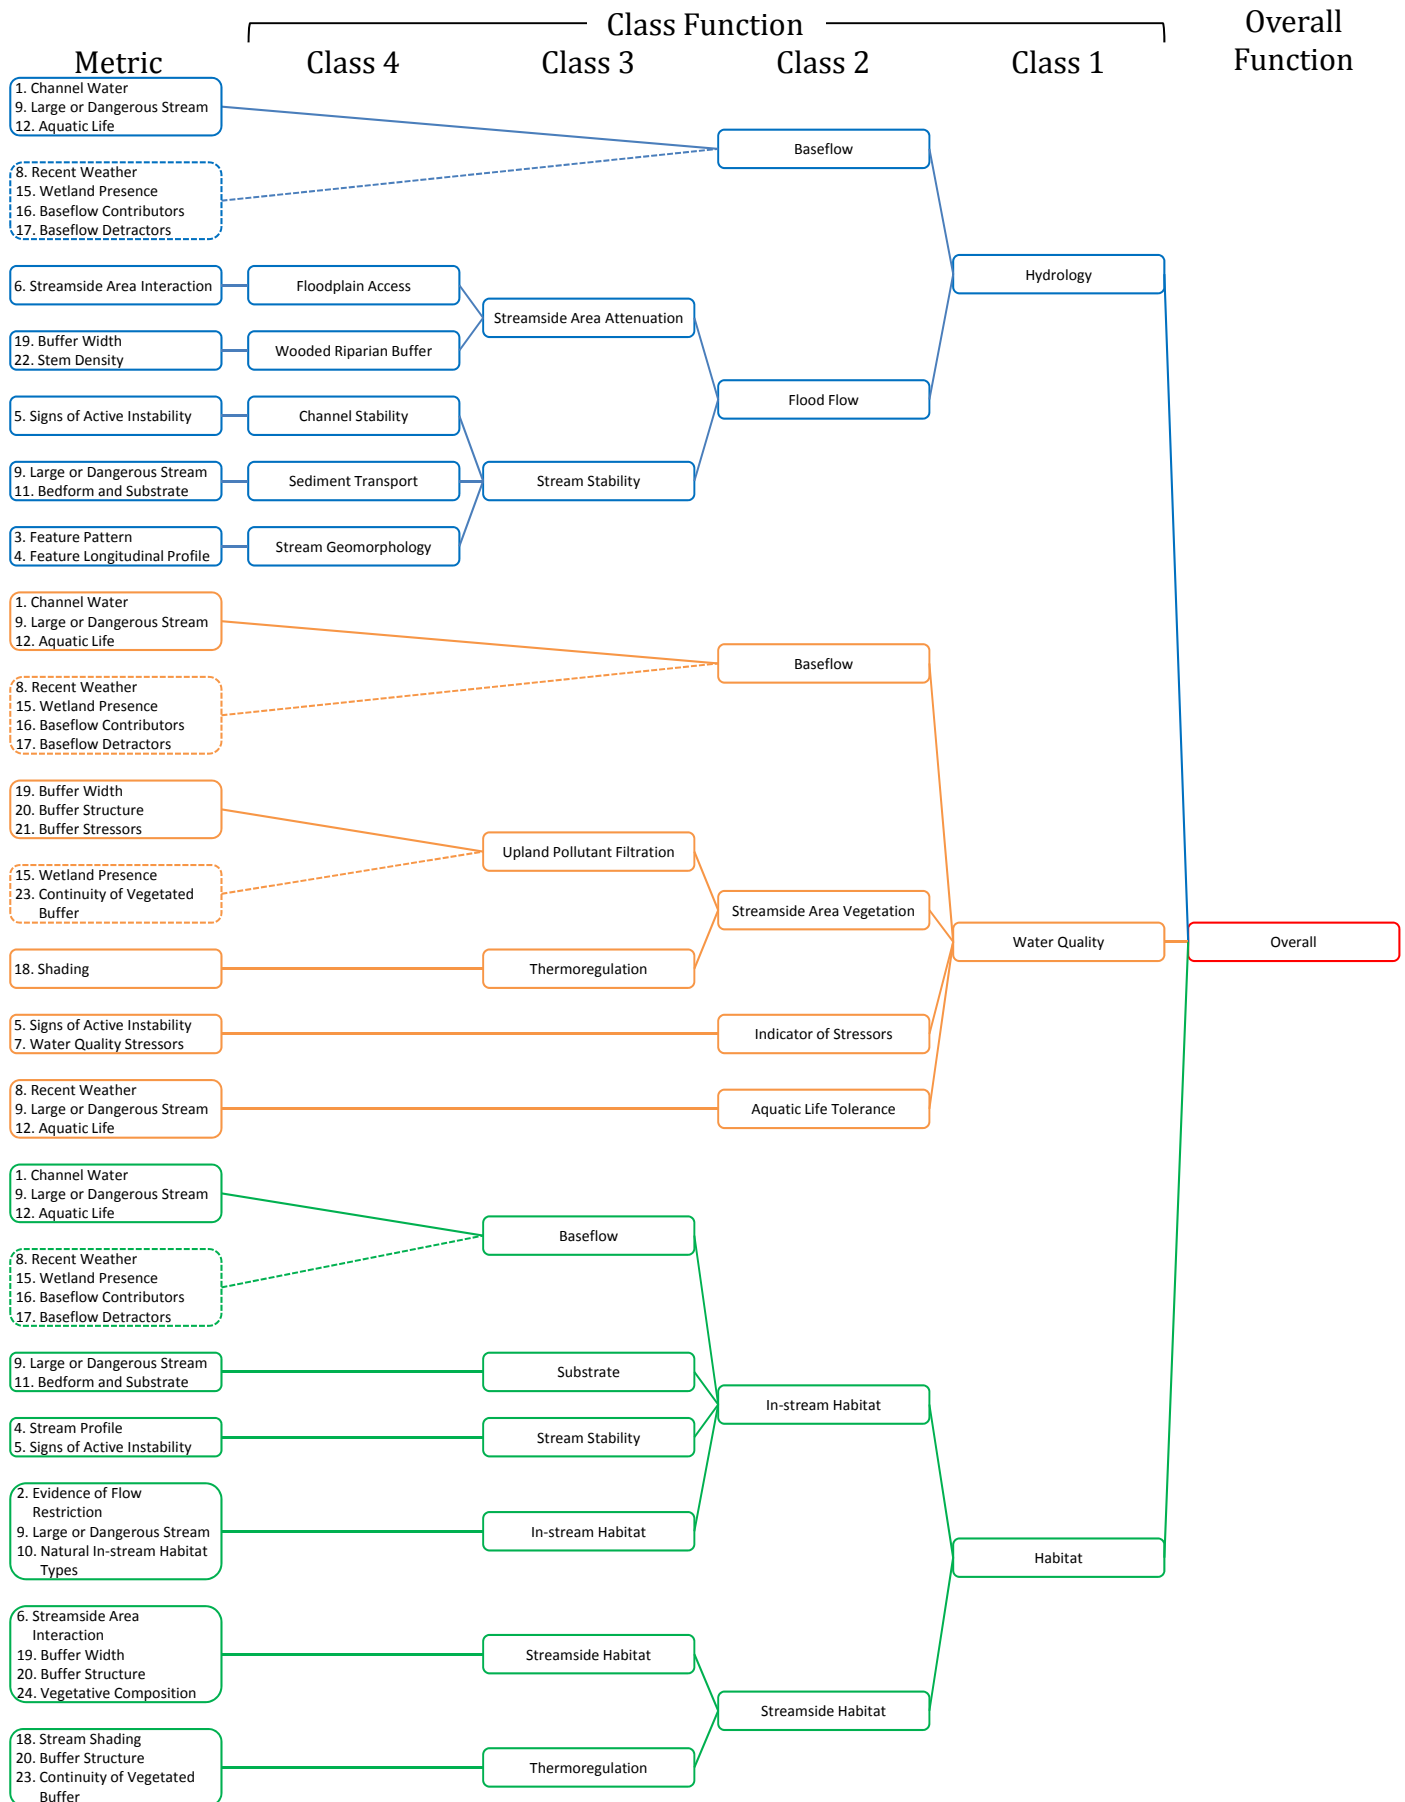 Class Function
Overall
Function
Metric
Class 4
Class 3
Class 2
Class 1
1. Channel Water
9. Large or Dangerous Stream
12. Aquatic Life
Baseflow
8. Recent Weather
15. Wetland Presence
16. Baseflow Contributors
17. Baseflow Detractors
Hydrology
6. Streamside Area Interaction
Floodplain Access
Streamside Area Attenuation
19. Buffer Width
22. Stem Density
Wooded Riparian Buffer
Flood Flow
5. Signs of Active Instability
Channel Stability
9. Large or Dangerous Stream
11. Bedform and Substrate
Sediment Transport
Stream Stability
3. Feature Pattern
4. Feature Longitudinal Profile
Stream Geomorphology
1. Channel Water
9. Large or Dangerous Stream
12. Aquatic Life
Baseflow
8. Recent Weather
15. Wetland Presence
16. Baseflow Contributors
17. Baseflow Detractors
19. Buffer Width
20. Buffer Structure
21. Buffer Stressors
Upland Pollutant Filtration
15. Wetland Presence
23. Continuity of Vegetated
Buffer
Streamside Area Vegetation
Water Quality
Overall
18. Shading
Thermoregulation
5. Signs of Active Instability
7. Water Quality Stressors
Indicator of Stressors
8. Recent Weather
9. Large or Dangerous Stream
12. Aquatic Life
Aquatic Life Tolerance
1. Channel Water
9. Large or Dangerous Stream
12. Aquatic Life
Baseflow
8. Recent Weather
15. Wetland Presence
16. Baseflow Contributors
17. Baseflow Detractors
9. Large or Dangerous Stream
11. Bedform and Substrate
Substrate
In-stream Habitat
4. Stream Profile
5. Signs of Active Instability
Stream Stability
2. Evidence of Flow
Restriction
9. Large or Dangerous Stream
10. Natural In-stream Habitat
Types
In-stream Habitat
Habitat
6. Streamside Area
Interaction
19. Buffer Width
20. Buffer Structure
24. Vegetative Composition
Streamside Habitat
Streamside Habitat
18. Stream Shading
20. Buffer Structure
23. Continuity of Vegetated
Buffer
Thermoregulation